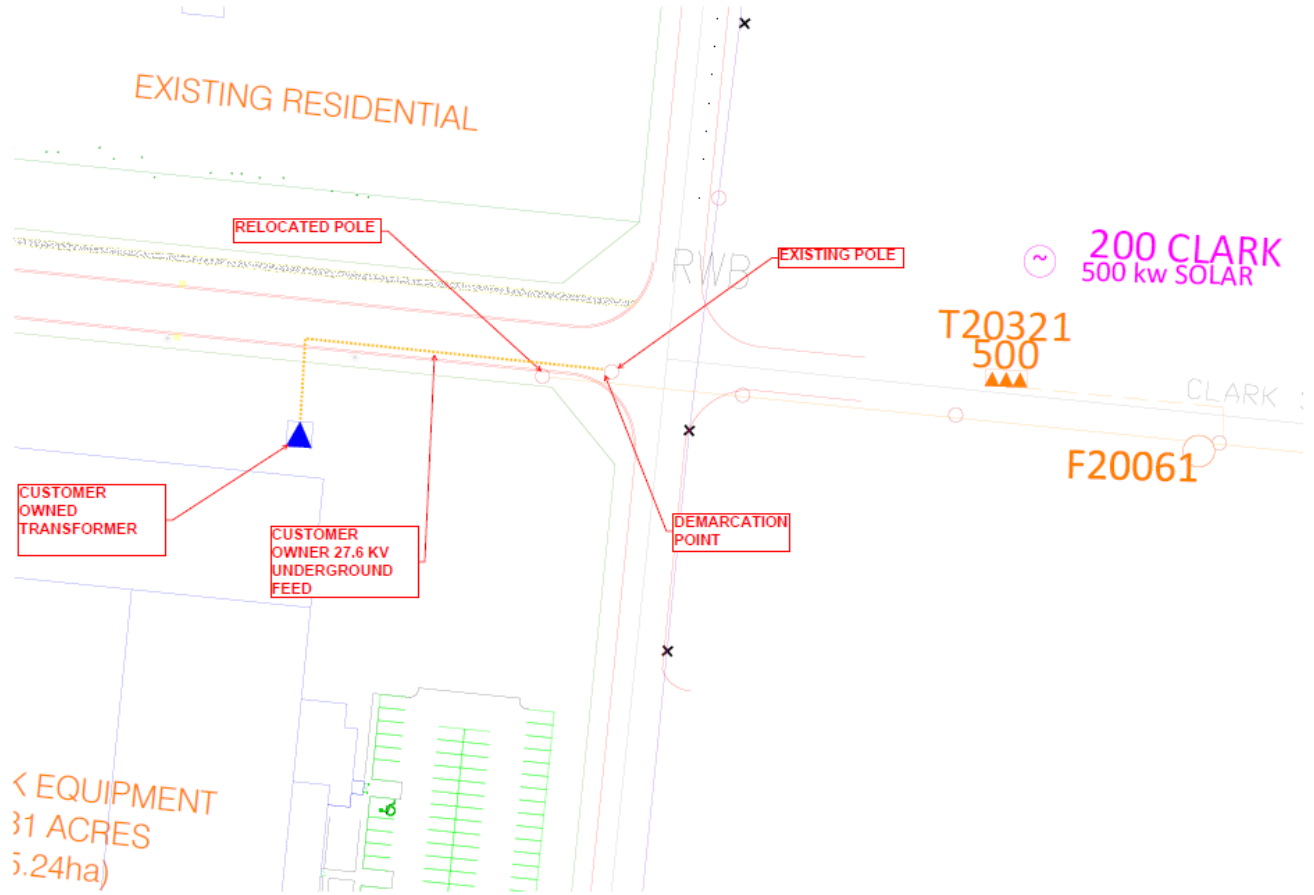 EXISTING RESIDENTIAL
RELOCATED POLE
RWB
EXISTING POLE
~
200 CLARK
500 kw SOLAR
T20321
500
CLARK
F20061
CUSTOMER
OWNED
TRANSFORMER
CUSTOMER
OWNER 27.6 KV
UNDERGROUND
FEED
DEMARCATION
POINT
EQUIPMENT
31 ACRES
5.24ha)